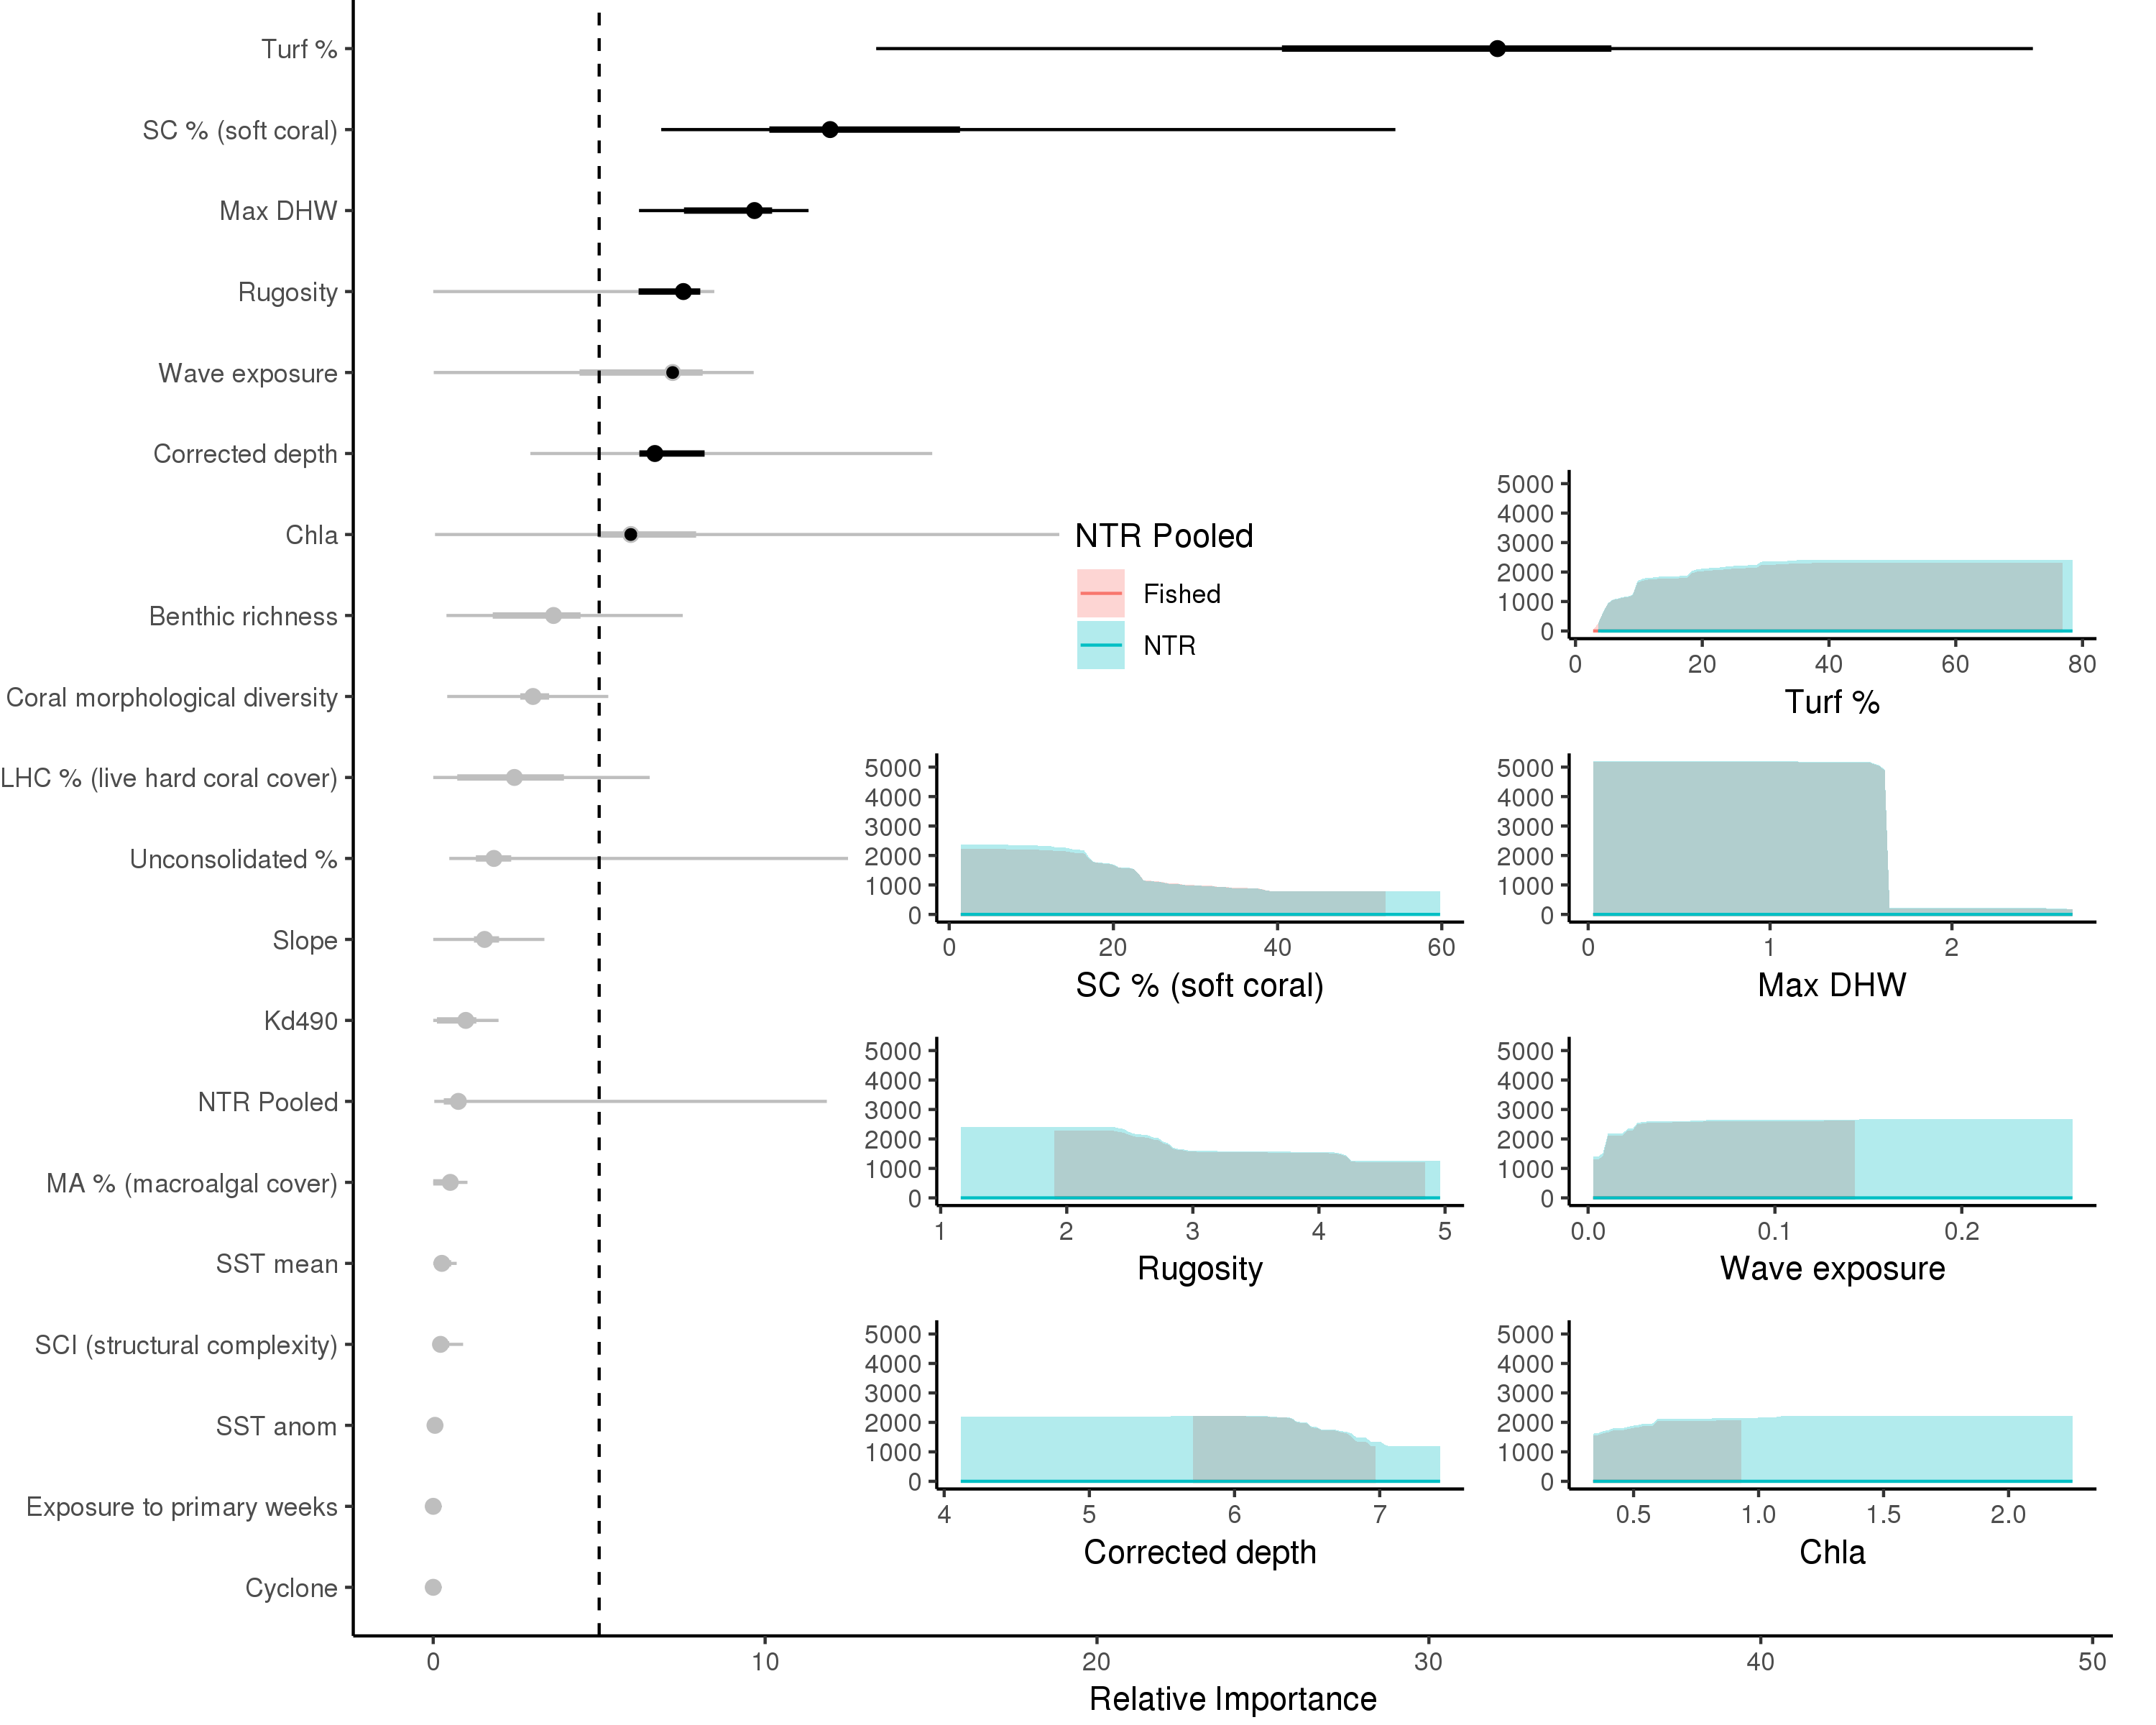 Turf %
SC % (soft coral)
Max DHW
Rugosity
Wave exposure
Corrected depth
Chla
Benthic richness
Coral morphological diversity
LHC % (live hard coral cover)
Unconsolidated %
Slope
Kd490
NTR Pooled
MA % (macroalgal cover)
SST mean
SCI (structural complexity)
SST anom
Exposure to primary weeks
Cyclone
0 10 20 30 40 50
Relative Importance
NTR Pooled
Fished
NTR
5000
4000
3000
2000
1000
0
0 20 40 60 80
Turf %
5000
4000
3000
2000
1000
0
0 20 40 60
SC % (soft coral)
5000
4000
3000
2000
1000
0
0 1 2
Max DHW
5000
4000
3000
2000
1000
0
1 2 3 4 5
Rugosity
5000
4000
3000
2000
1000
0
0.0 0.1 0.2
Wave exposure
5000
4000
3000
2000
1000
0
4 5 6 7
Corrected depth
5000
4000
3000
2000
1000
0
0.5 1.0 1.5 2.0
Chla